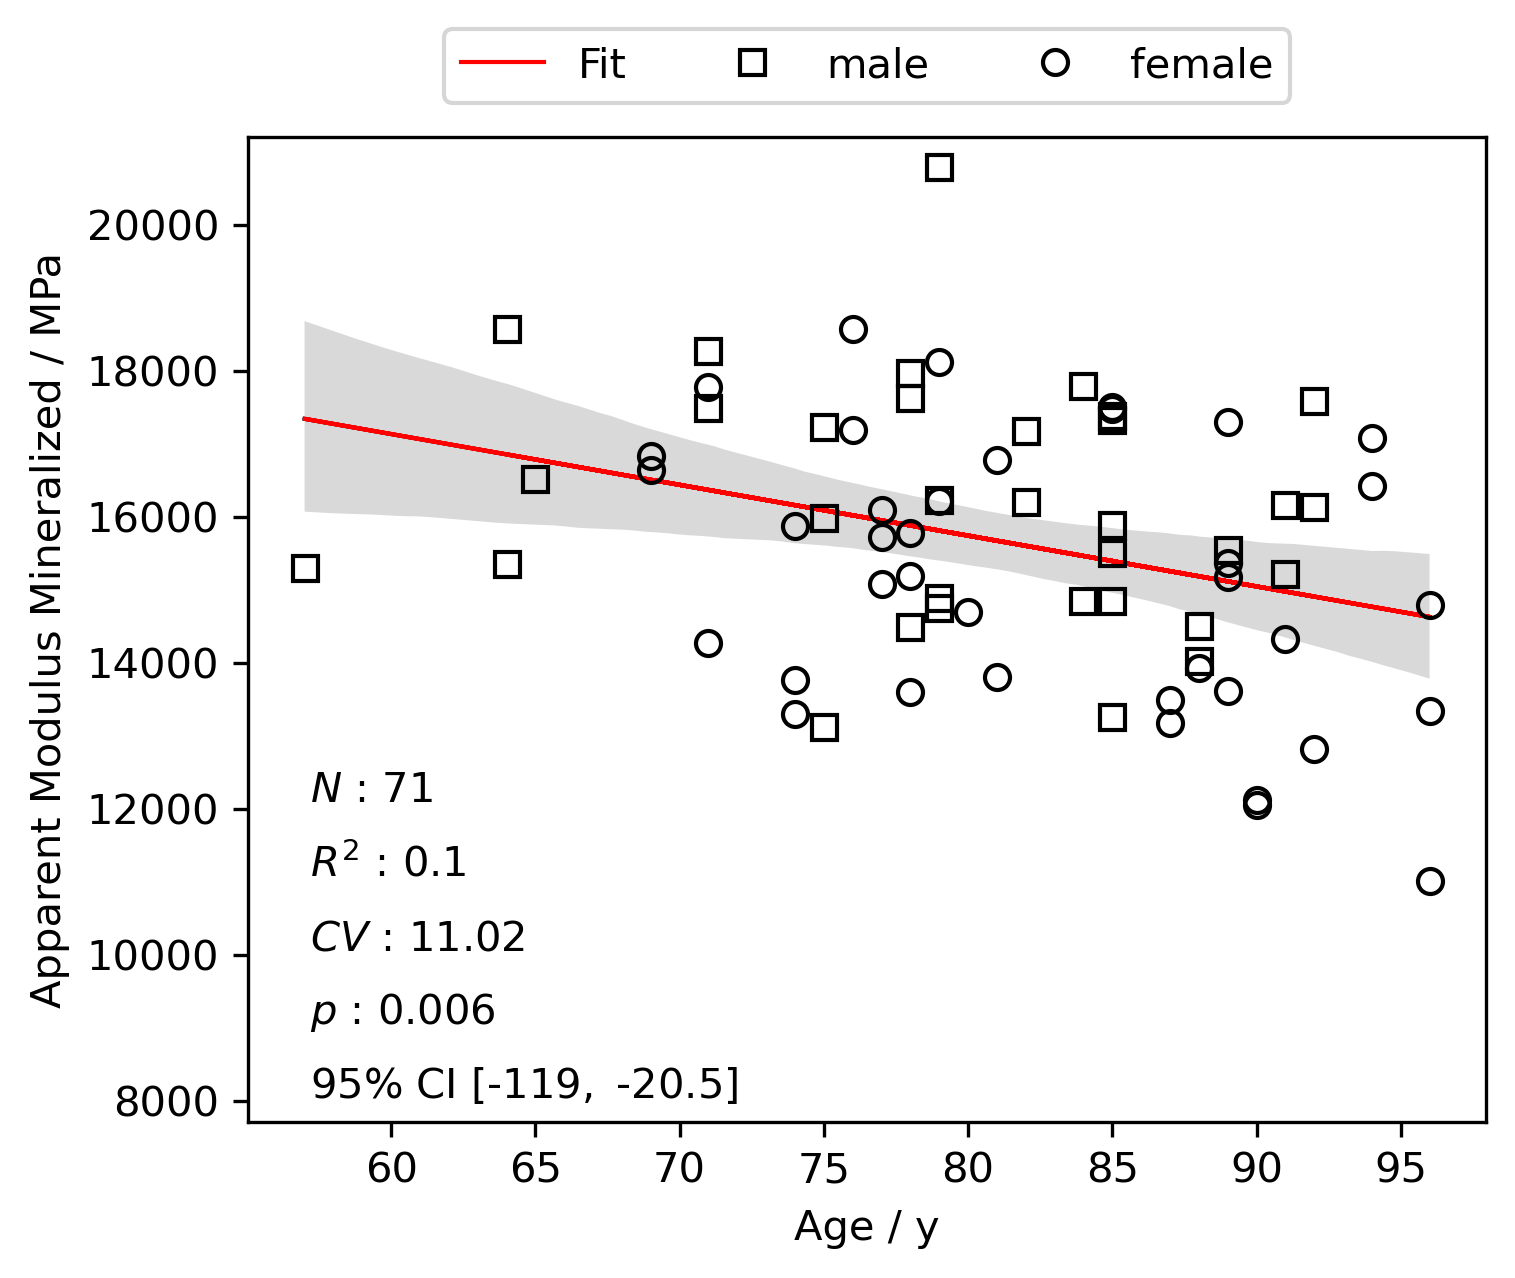 Fit male female
Apparent Modulus Mineralized / MPa
20000
18000
16000
14000
12000
10000
8000
N : 71
R² : 0.1
CV : 11.02
p : 0.006
95% CI [-119, -20.5]
60 65 70 75 80 85 90 95
Age / y